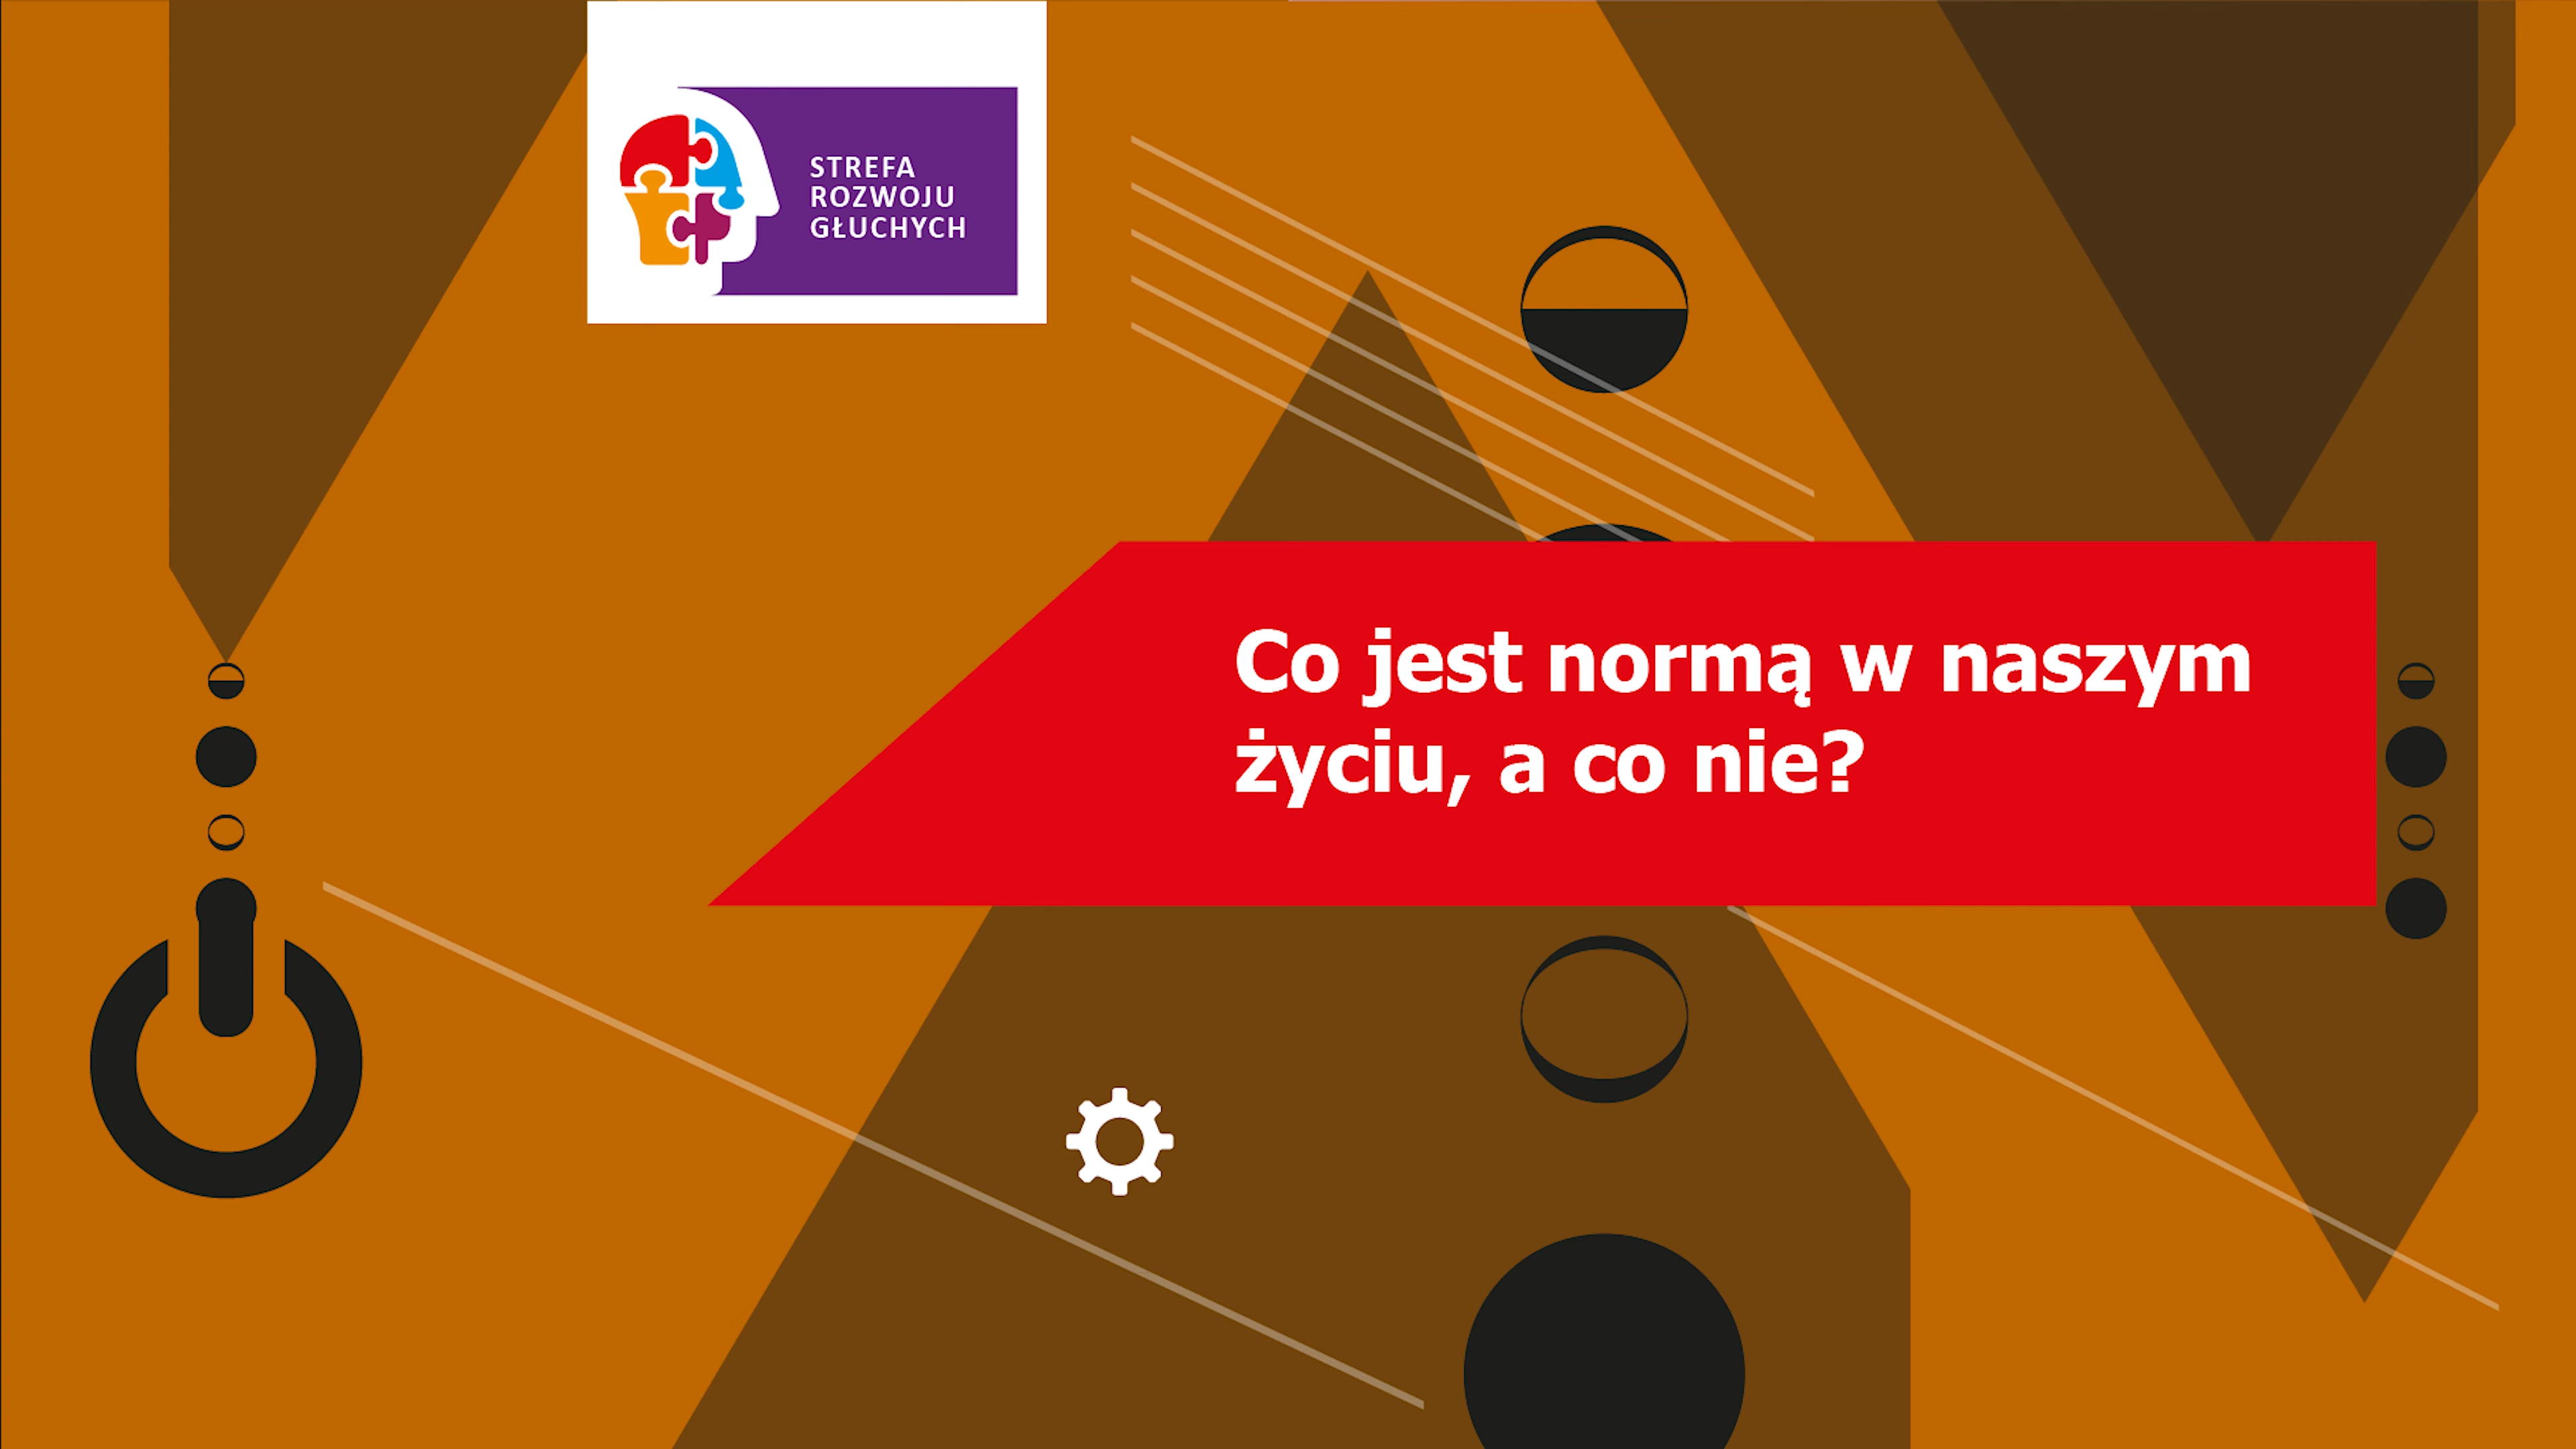 STREFA
ROZWOJU
GŁUCHYCH
Co jest normą w naszym
życiu, a co nie?